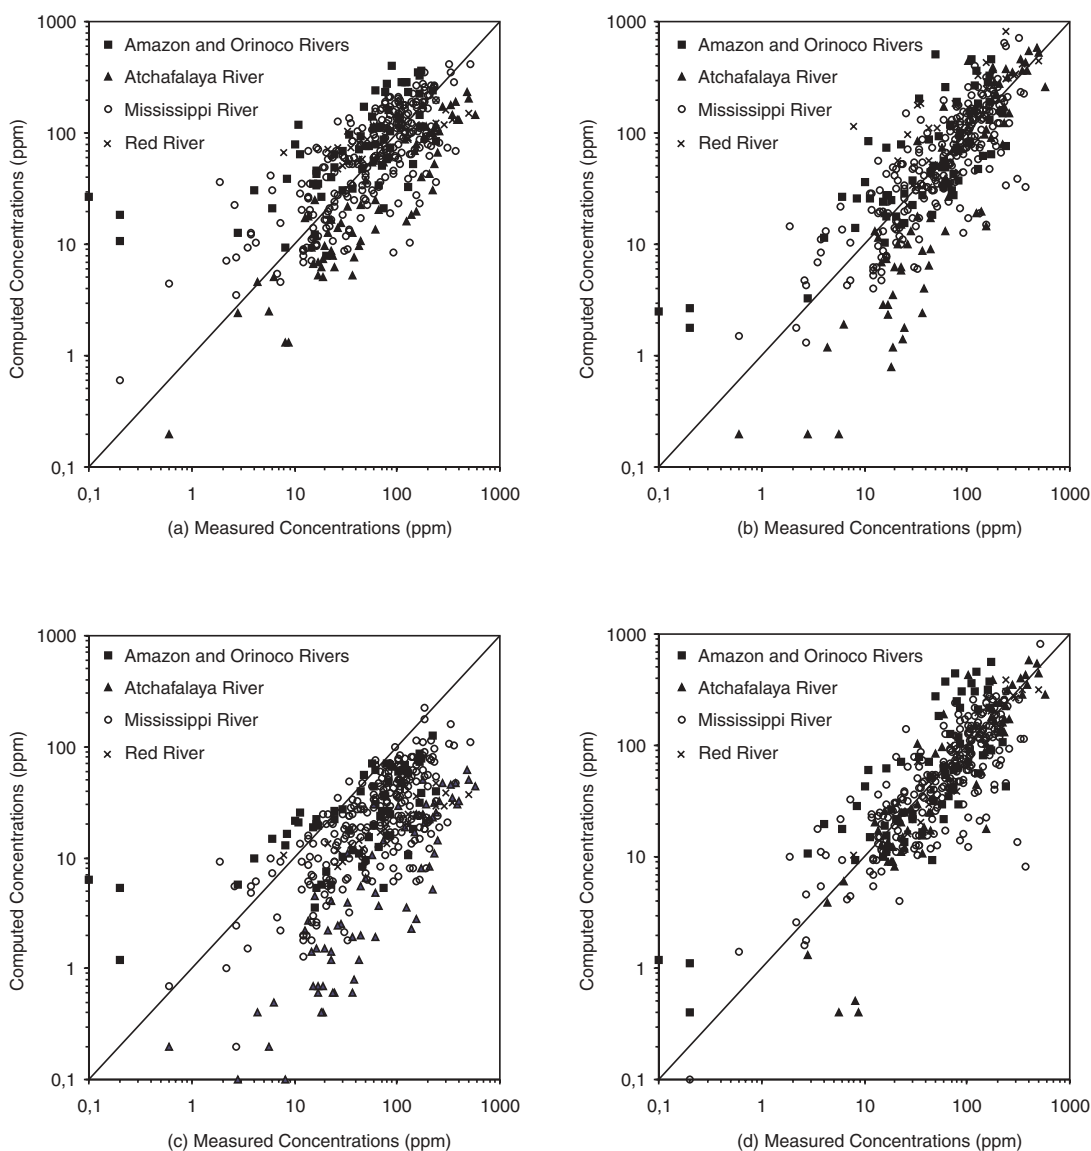 1000
100
10
1
0,1
Computed Concentrations (ppm)
Amazon and Orinoco Rivers
Atchafalaya River
Mississippi River
Red River
0,1 1 10 100 1000
(a) Measured Concentrations (ppm)
1000
100
10
1
0,1
Computed Concentrations (ppm)
Amazon and Orinoco Rivers
Atchafalaya River
Mississippi River
Red River
0,1 1 10 100 1000
(b) Measured Concentrations (ppm)
1000
100
10
1
0,1
Computed Concentrations (ppm)
Amazon and Orinoco Rivers
Atchafalaya River
Mississippi River
Red River
0,1 1 10 100 1000
(c) Measured Concentrations (ppm)
1000
100
10
1
0,1
Computed Concentrations (ppm)
Amazon and Orinoco Rivers
Atchafalaya River
Mississippi River
Red River
0,1 1 10 100 1000
(d) Measured Concentrations (ppm)